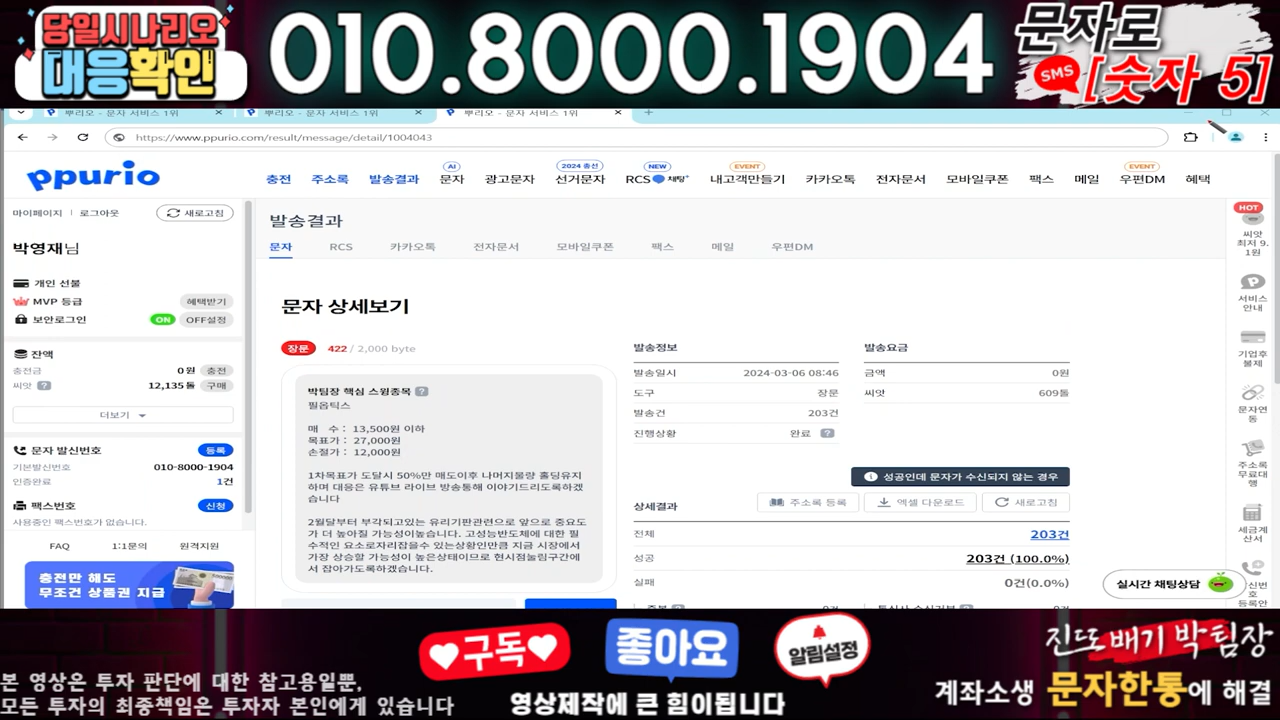 당일시나리오
대응확인
010.8000.1904
문자로
SMS
[숫자 5]
뿌리오 - 문자 서비스 1위
뿌리오 - 문자 서비스 1위
뿌리오 - 문자 서비스 1위
https://www.ppurio.com/result/message/detail/1004043
ppurio
AI
2024 총선
NEW
EVENT
EVENT
충전 주소록 발송결과 문자 광고문자 선거문자 RCS 채팅+ 내고객만들기 카카오톡 전자문서 모바일쿠폰 팩스 메일 우편DM 혜택
마이페이지 | 로그아웃 새로고침
박영재님
개인 선불
MVP 등급 혜택받기
보안로그인 ON OFF설정
잔액
충전금 0원 충전
씨앗 ? 12,135톨 구매
더보기
문자 발신번호 등록
기본발신번호 010-8000-1904
인증완료 1건
팩스번호 신청
사용중인 팩스번호가 없습니다.
FAQ 1:1문의 원격지원
충전만 해도
무조건 상품권 지급
발송결과
문자 RCS 카카오톡 전자문서 모바일쿠폰 팩스 메일 우편DM
문자 상세보기
장문 422 / 2,000 byte
박팀장 핵심 스윙종목 ?
필옵틱스
매 수 : 13,500원 이하
목표가 : 27,000원
손절가 : 12,000원
1차목표가 도달시 50%만 매도이후 나머지물량 홀딩유지
하며 대응은 유튜브 라이브 방송통해 이야기드리도록하겠
습니다
2월달부터 부각되고있는 유리기판관련으로 앞으로 중요도
가 더 높아질 가능성이높습니다. 고성능반도체에 대한 필
수적인 요소로자리잡을수 있는상황인만큼 지금 시장에서
가장 상승할 가능성이 높은상태이므로 현시점눌림구간에
서 잡아가도록하겠습니다.
발송정보
발송일시 2024-03-06 08:46
도구 장문
발송건 203건
진행상황 완료 ?
발송요금
금액 0원
씨앗 609톨
성공인데 문자가 수신되지 않는 경우
상세결과 주소록 등록 엑셀 다운로드 새로고침
전체 203건
성공 203건 (100.0%)
실패 0건(0.0%)
HOT
씨앗
최저 9.
1원
서비스
안내
기업후
불제
문자연
동
주소록
무료대
행
세금계
산서
발신번호
등록안
실시간 채팅상담
구독
좋아요
알림설정
영상제작에 큰 힘이됩니다
본 영상은 투자 판단에 대한 참고용일뿐,
모든 투자의 최종책임은 투자자 본인에게 있습니다
진또배기 박팀장
계좌소생 문자한통에 해결